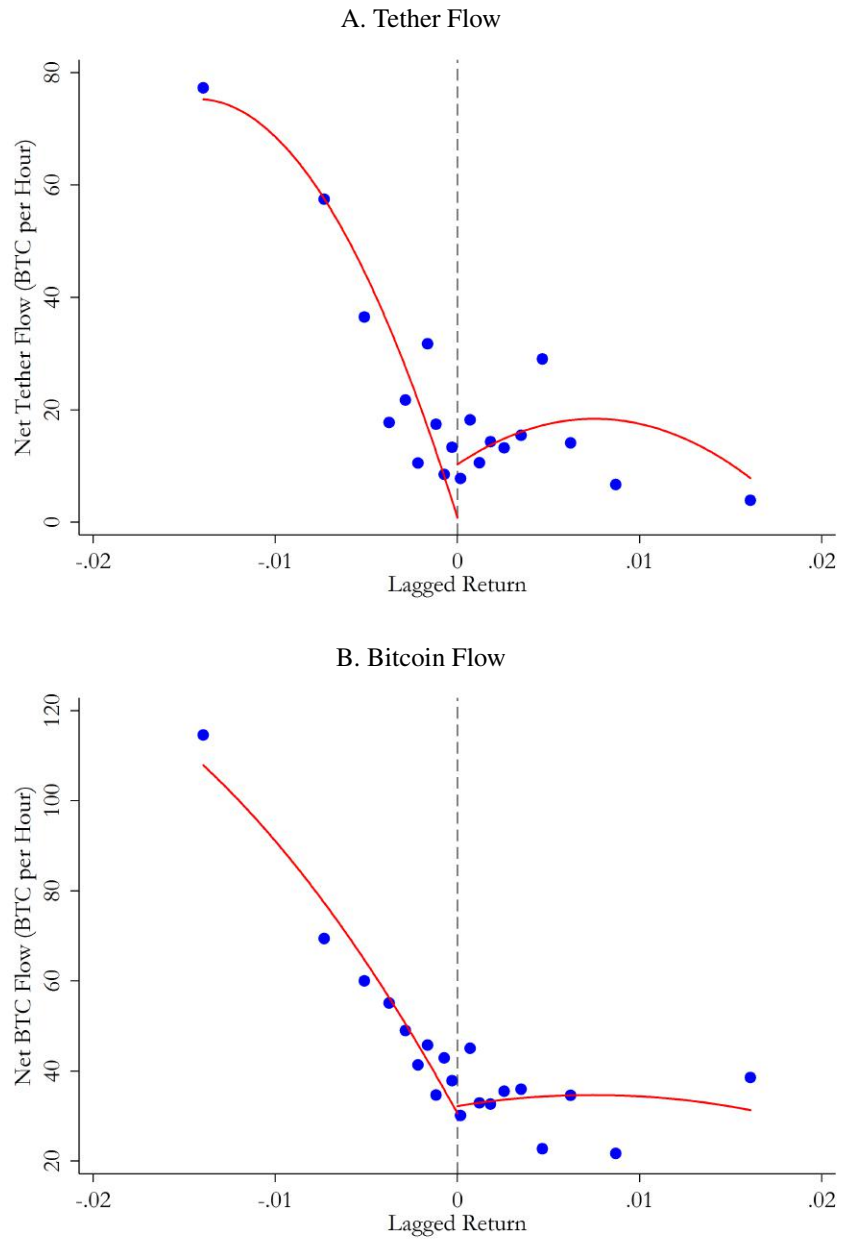 A. Tether Flow
80
60
40
20
0
Net Tether Flow (BTC per Hour)
-.02 -.01 0 .01 .02
Lagged Return
B. Bitcoin Flow
120
100
80
60
40
20
Net BTC Flow (BTC per Hour)
-.02 -.01 0 .01 .02
Lagged Return